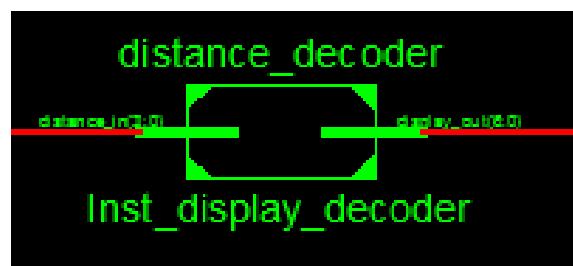 distance_decoder
distance_in(3:0) display_out(6:0)
Inst_display_decoder